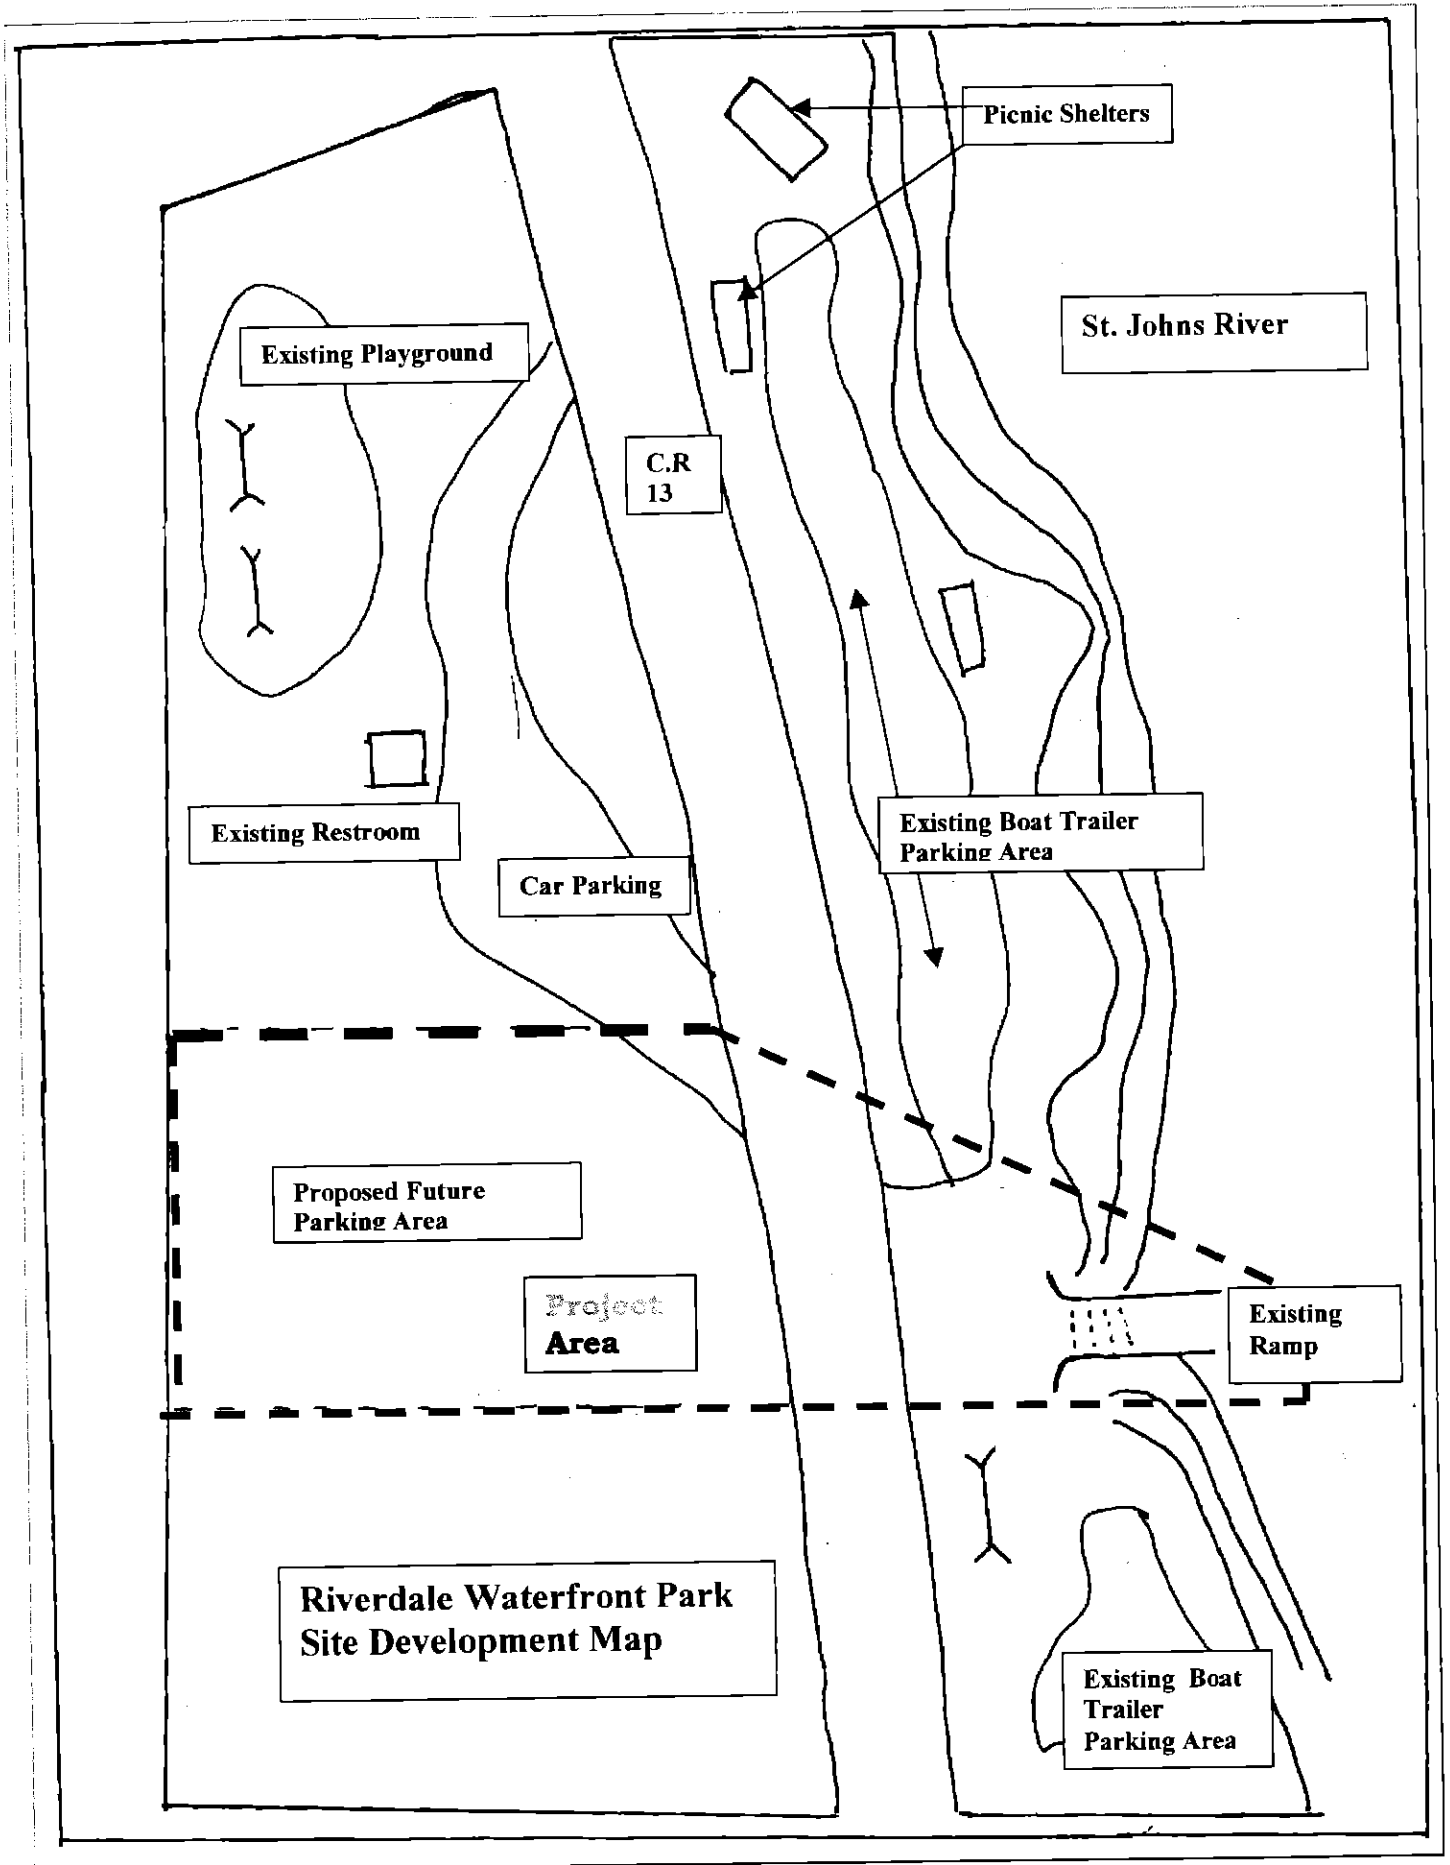 Picnic Shelters
St. Johns River
Existing Playground
C.R
13
Existing Boat Trailer
Parking Area
Existing Restroom
Car Parking
Proposed Future
Parking Area
Project
Area
Existing
Ramp
Riverdale Waterfront Park
Site Development Map
Existing Boat
Trailer
Parking Area